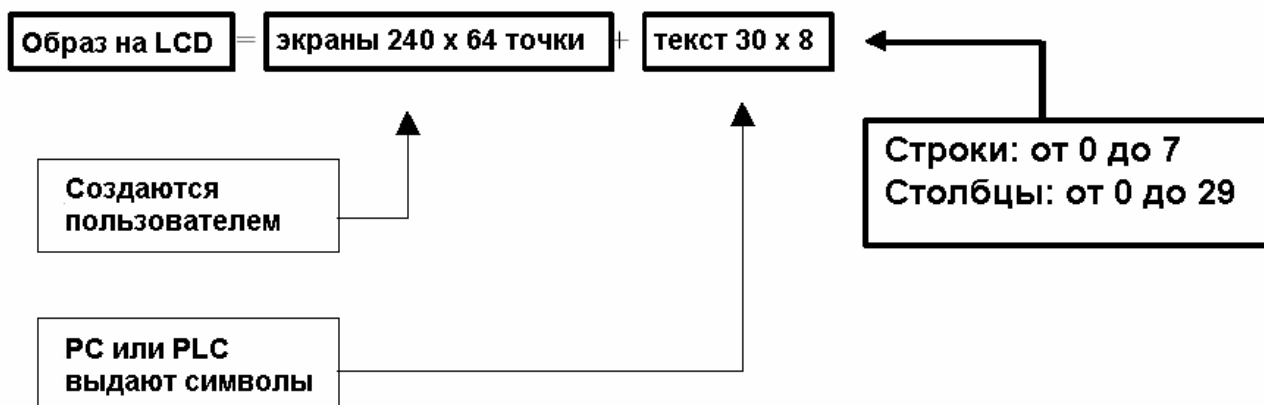 Образ на LCD = экраны 240 x 64 точки + текст 30 x 8
Строки: от 0 до 7
Столбцы: от 0 до 29
Создаются
пользователем
PC или PLC
выдают символы